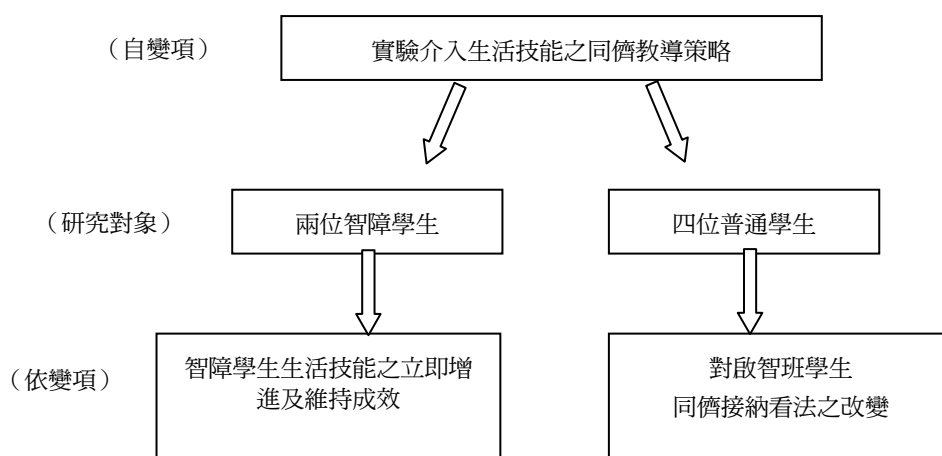 （自變項）
實驗介入生活技能之同儕教導策略
（研究對象）
兩位智障學生
四位普通學生
（依變項）
智障學生生活技能之立即增
進及維持成效
對啟智班學生
同儕接納看法之改變